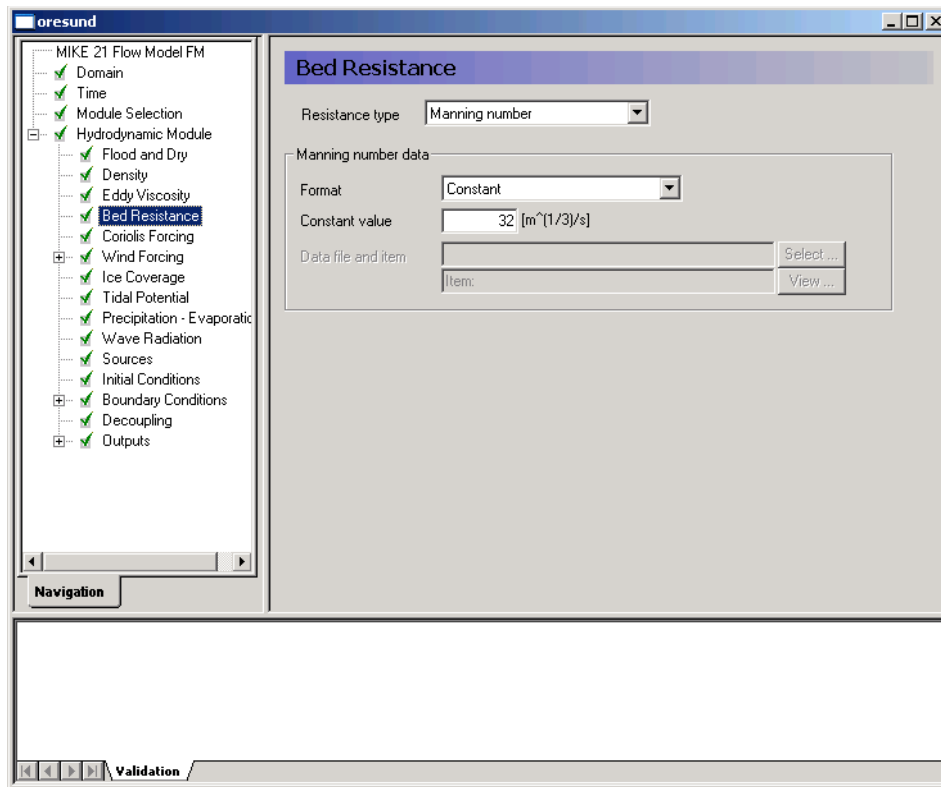 oresund
MIKE 21 Flow Model FM
Domain
Time
Module Selection
Hydrodynamic Module
Flood and Dry
Density
Eddy Viscosity
Bed Resistance
Coriolis Forcing
Wind Forcing
Ice Coverage
Tidal Potential
Precipitation - Evaporatic
Wave Radiation
Sources
Initial Conditions
Boundary Conditions
Decoupling
Outputs
Navigation
Bed Resistance
Resistance type Manning number
Manning number data
Format Constant
Constant value 32 [m^(1/3)/s]
Data file and item Select ...
Item: View ...
Validation